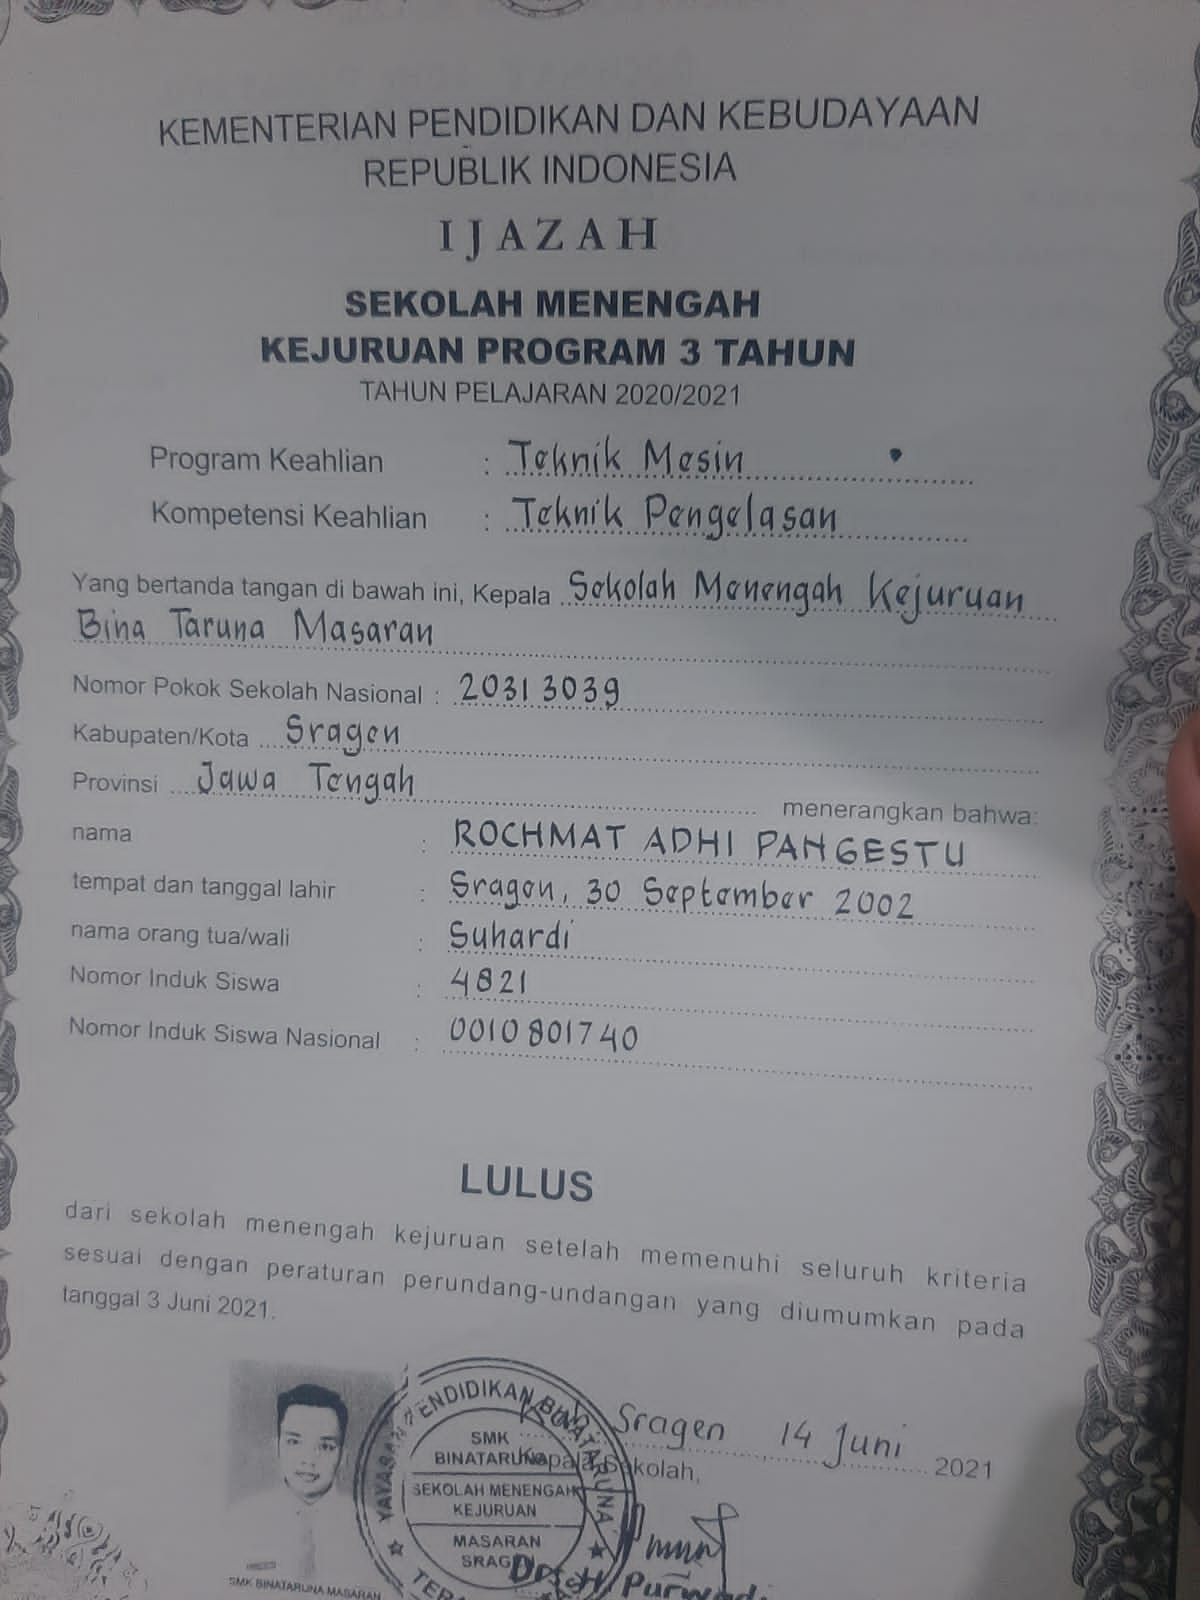 KEMENTERIAN PENDIDIKAN DAN KEBUDAYAAN
REPUBLIK INDONESIA
IJAZAH
SEKOLAH MENENGAH
KEJURUAN PROGRAM 3 TAHUN
TAHUN PELAJARAN 2020/2021
Program Keahlian : Teknik Mesin
Kompetensi Keahlian : Teknik Pengelasan
Yang bertanda tangan di bawah ini, Kepala Sekolah Menengah Kejuruan
Bina Taruna Masaran
Nomor Pokok Sekolah Nasional : 20313039
Kabupaten/Kota Sragen
Provinsi Jawa Tengah menerangkan bahwa:
nama : ROCHMAT ADHI PANGESTU
tempat dan tanggal lahir : Sragen, 30 September 2002
nama orang tua/wali : Suhardi
Nomor Induk Siswa : 4821
Nomor Induk Siswa Nasional : 0010801740
LULUS
dari sekolah menengah kejuruan setelah memenuhi seluruh kriteria
sesuai dengan peraturan perundang-undangan yang diumumkan pada
tanggal 3 Juni 2021.
Sragen 14 Juni 2021
Kepala Sekolah,
YAYASAN PENDIDIKAN BINATARUNA
SMK
BINATARUNA
SEKOLAH MENENGAH
KEJURUAN
MASARAN
SRAGEN
SMK BINATARUNA MASARAN